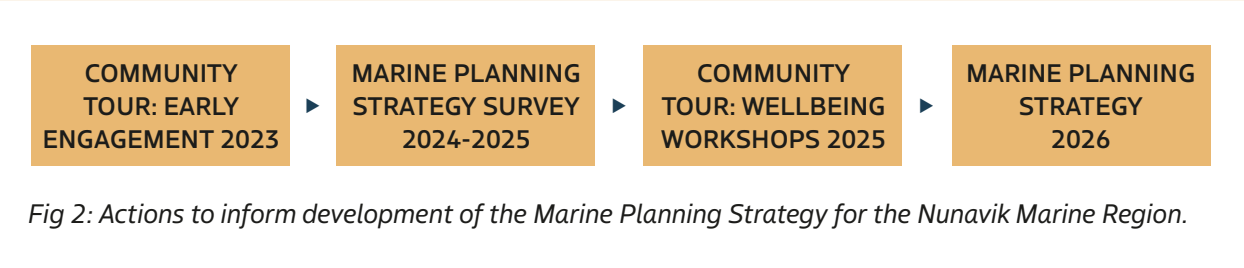 COMMUNITY
TOUR: EARLY
ENGAGEMENT 2023
MARINE PLANNING
STRATEGY SURVEY
2024-2025
COMMUNITY
TOUR: WELLBEING
WORKSHOPS 2025
MARINE PLANNING
STRATEGY
2026
Fig 2: Actions to inform development of the Marine Planning Strategy for the Nunavik Marine Region.